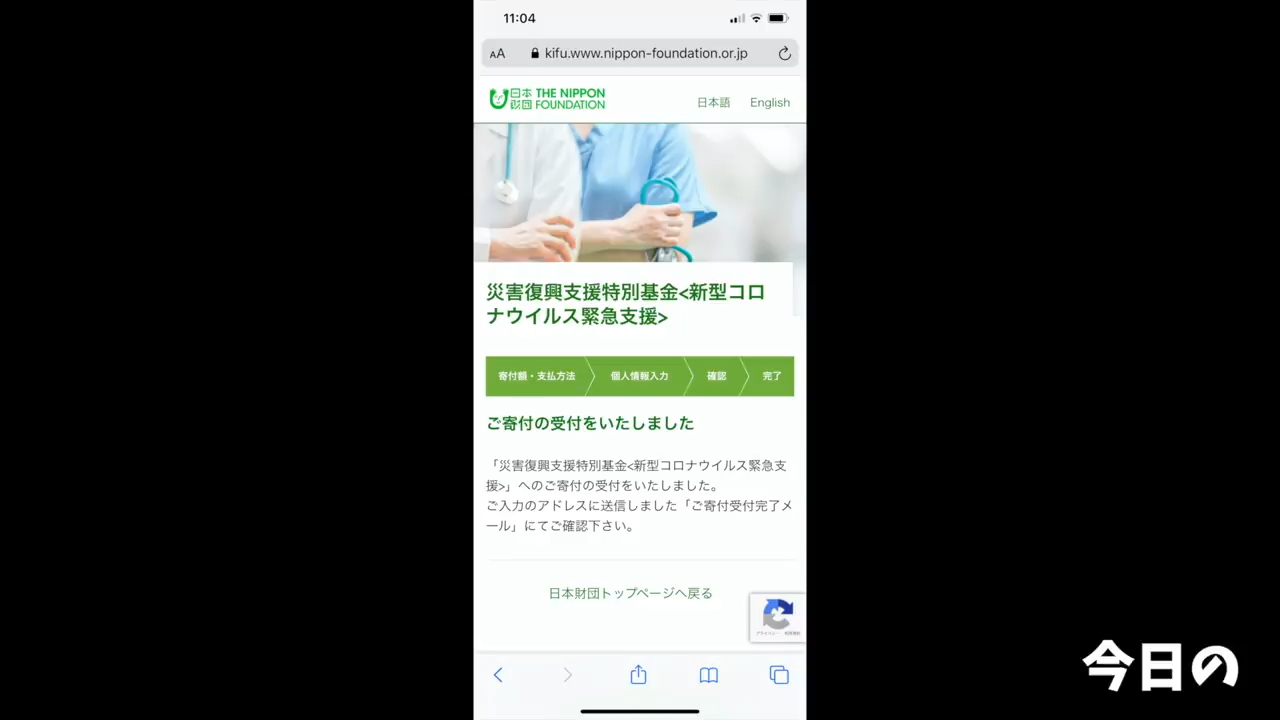 11:04
AA kifu.www.nippon-foundation.or.jp
日本財団 THE NIPPON FOUNDATION
日本語 English
災害復興支援特別基金<新型コロ
ナウイルス緊急支援>
寄付額・支払方法 個人情報入力 確認 完了
ご寄付の受付をいたしました
「災害復興支援特別基金<新型コロナウイルス緊急支
援>」へのご寄付の受付をいたしました。
ご入力のアドレスに送信しました「ご寄付受付完了メ
ール」にてご確認下さい。
日本財団トップページへ戻る
今日の